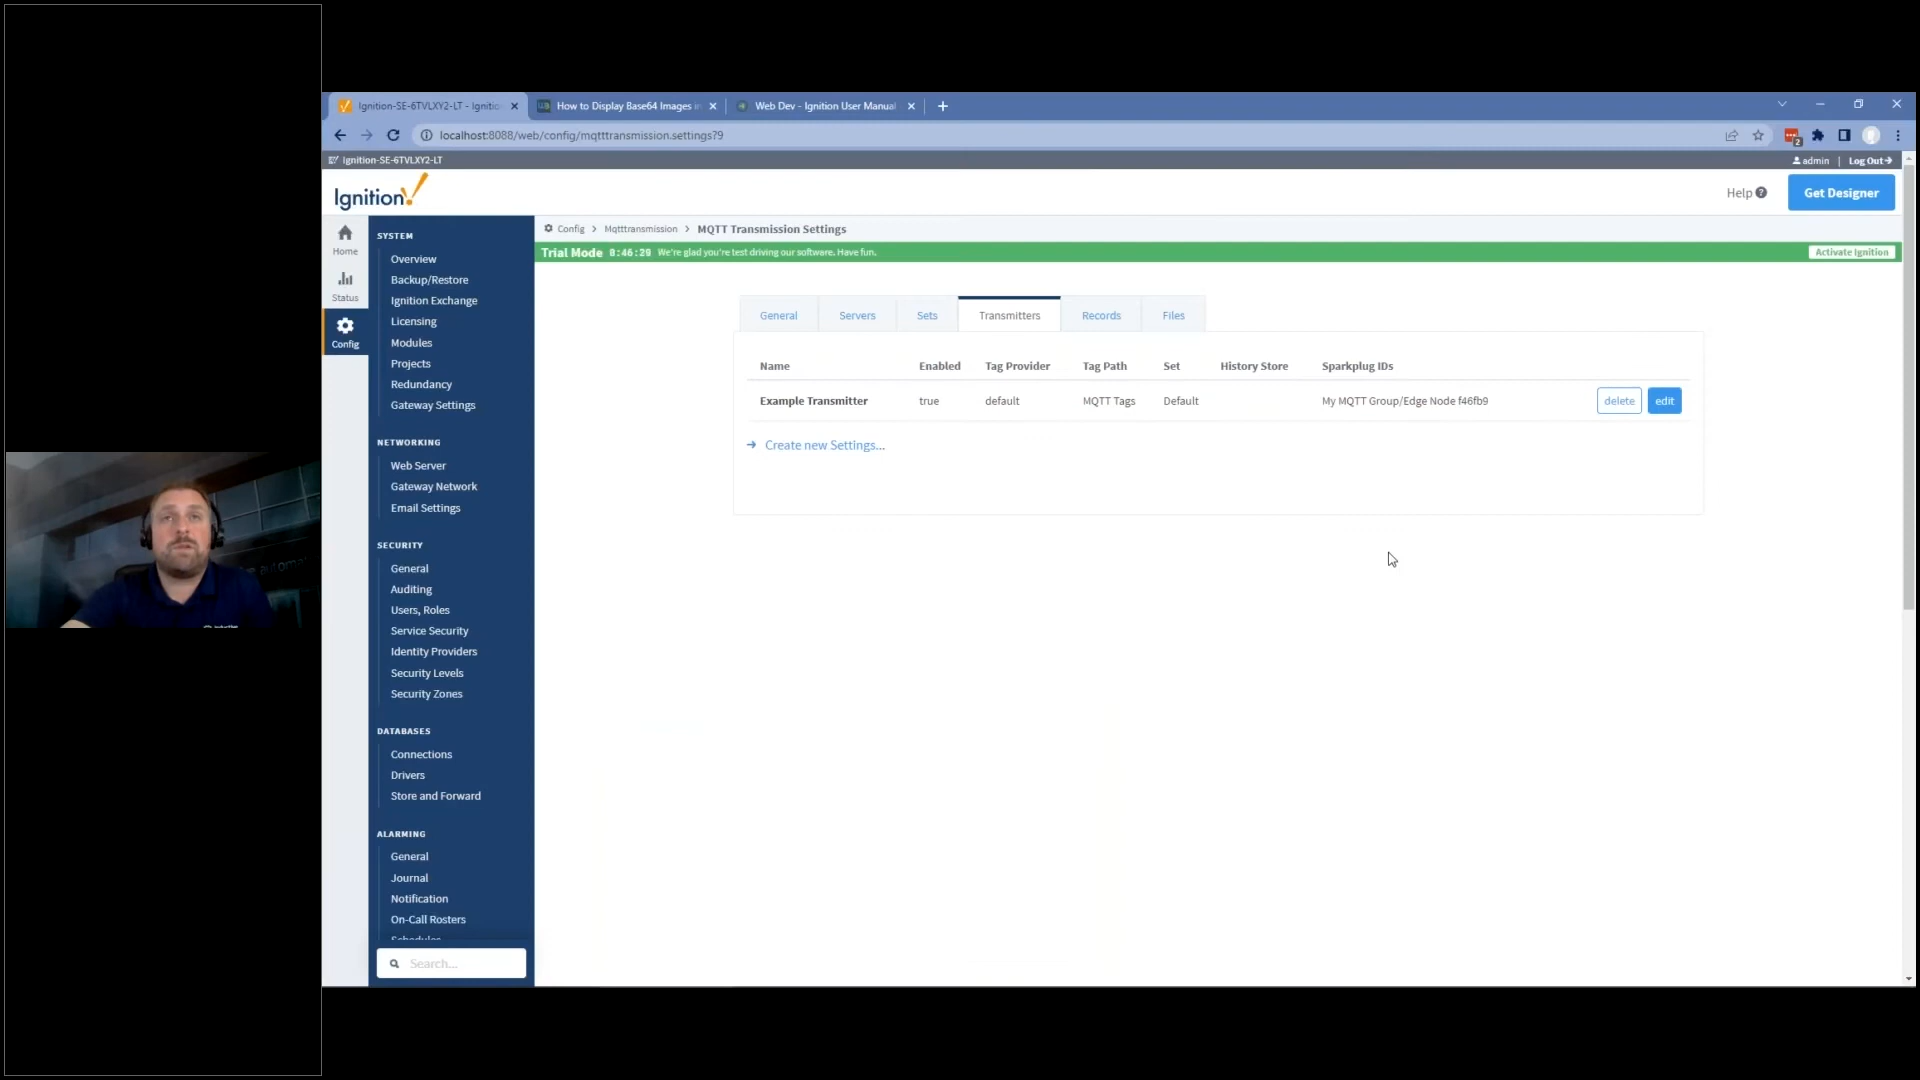 Ignition-SE-6TVLXY2-LT - Ignitio
How to Display Base64 Images in
Web Dev - Ignition User Manual
localhost:8088/web/config/mqtttransmission.settings?9
2
Ignition-SE-6TVLXY2-LT
admin | Log Out
Ignition!
Help
Get Designer
Home
Status
Config
SYSTEM
Overview
Backup/Restore
Ignition Exchange
Licensing
Modules
Projects
Redundancy
Gateway Settings
NETWORKING
Web Server
Gateway Network
Email Settings
SECURITY
General
Auditing
Users, Roles
Service Security
Identity Providers
Security Levels
Security Zones
DATABASES
Connections
Drivers
Store and Forward
ALARMING
General
Journal
Notification
On-Call Rosters
Schedules
Search...
Config > Mqtttransmission > MQTT Transmission Settings
Trial Mode 0:46:29 We're glad you're test driving our software. Have fun.
Activate Ignition
General Servers Sets Transmitters Records Files
Name Enabled Tag Provider Tag Path Set History Store Sparkplug IDs
Example Transmitter true default MQTT Tags Default My MQTT Group/Edge Node f46fb9 delete edit
Create new Settings...